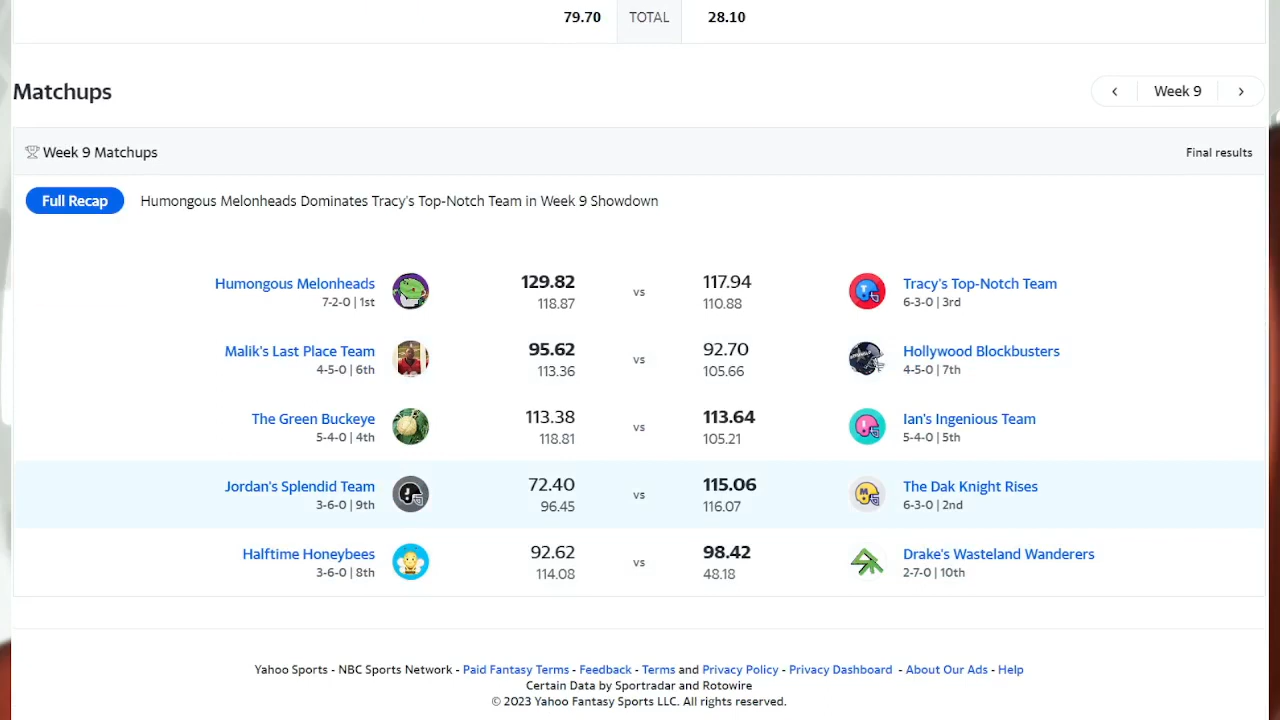 79.70 TOTAL 28.10
Matchups
‹ Week 9 ›
Week 9 Matchups
Final results
Full Recap Humongous Melonheads Dominates Tracy's Top-Notch Team in Week 9 Showdown
Humongous Melonheads 129.82 vs 117.94 Tracy's Top-Notch Team
7-2-0 | 1st 118.87 110.88 6-3-0 | 3rd
Malik's Last Place Team 95.62 vs 92.70 Hollywood Blockbusters
4-5-0 | 6th 113.36 105.66 4-5-0 | 7th
The Green Buckeye 113.38 vs 113.64 Ian's Ingenious Team
5-4-0 | 4th 118.81 105.21 5-4-0 | 5th
Jordan's Splendid Team J 72.40 vs 115.06 M The Dak Knight Rises
3-6-0 | 9th 96.45 116.07 6-3-0 | 2nd
Halftime Honeybees 92.62 vs 98.42 Drake's Wasteland Wanderers
3-6-0 | 8th 114.08 48.18 2-7-0 | 10th
Yahoo Sports - NBC Sports Network - Paid Fantasy Terms - Feedback - Terms and Privacy Policy - Privacy Dashboard - About Our Ads - Help
Certain Data by Sportradar and Rotowire
© 2023 Yahoo Fantasy Sports LLC. All rights reserved.